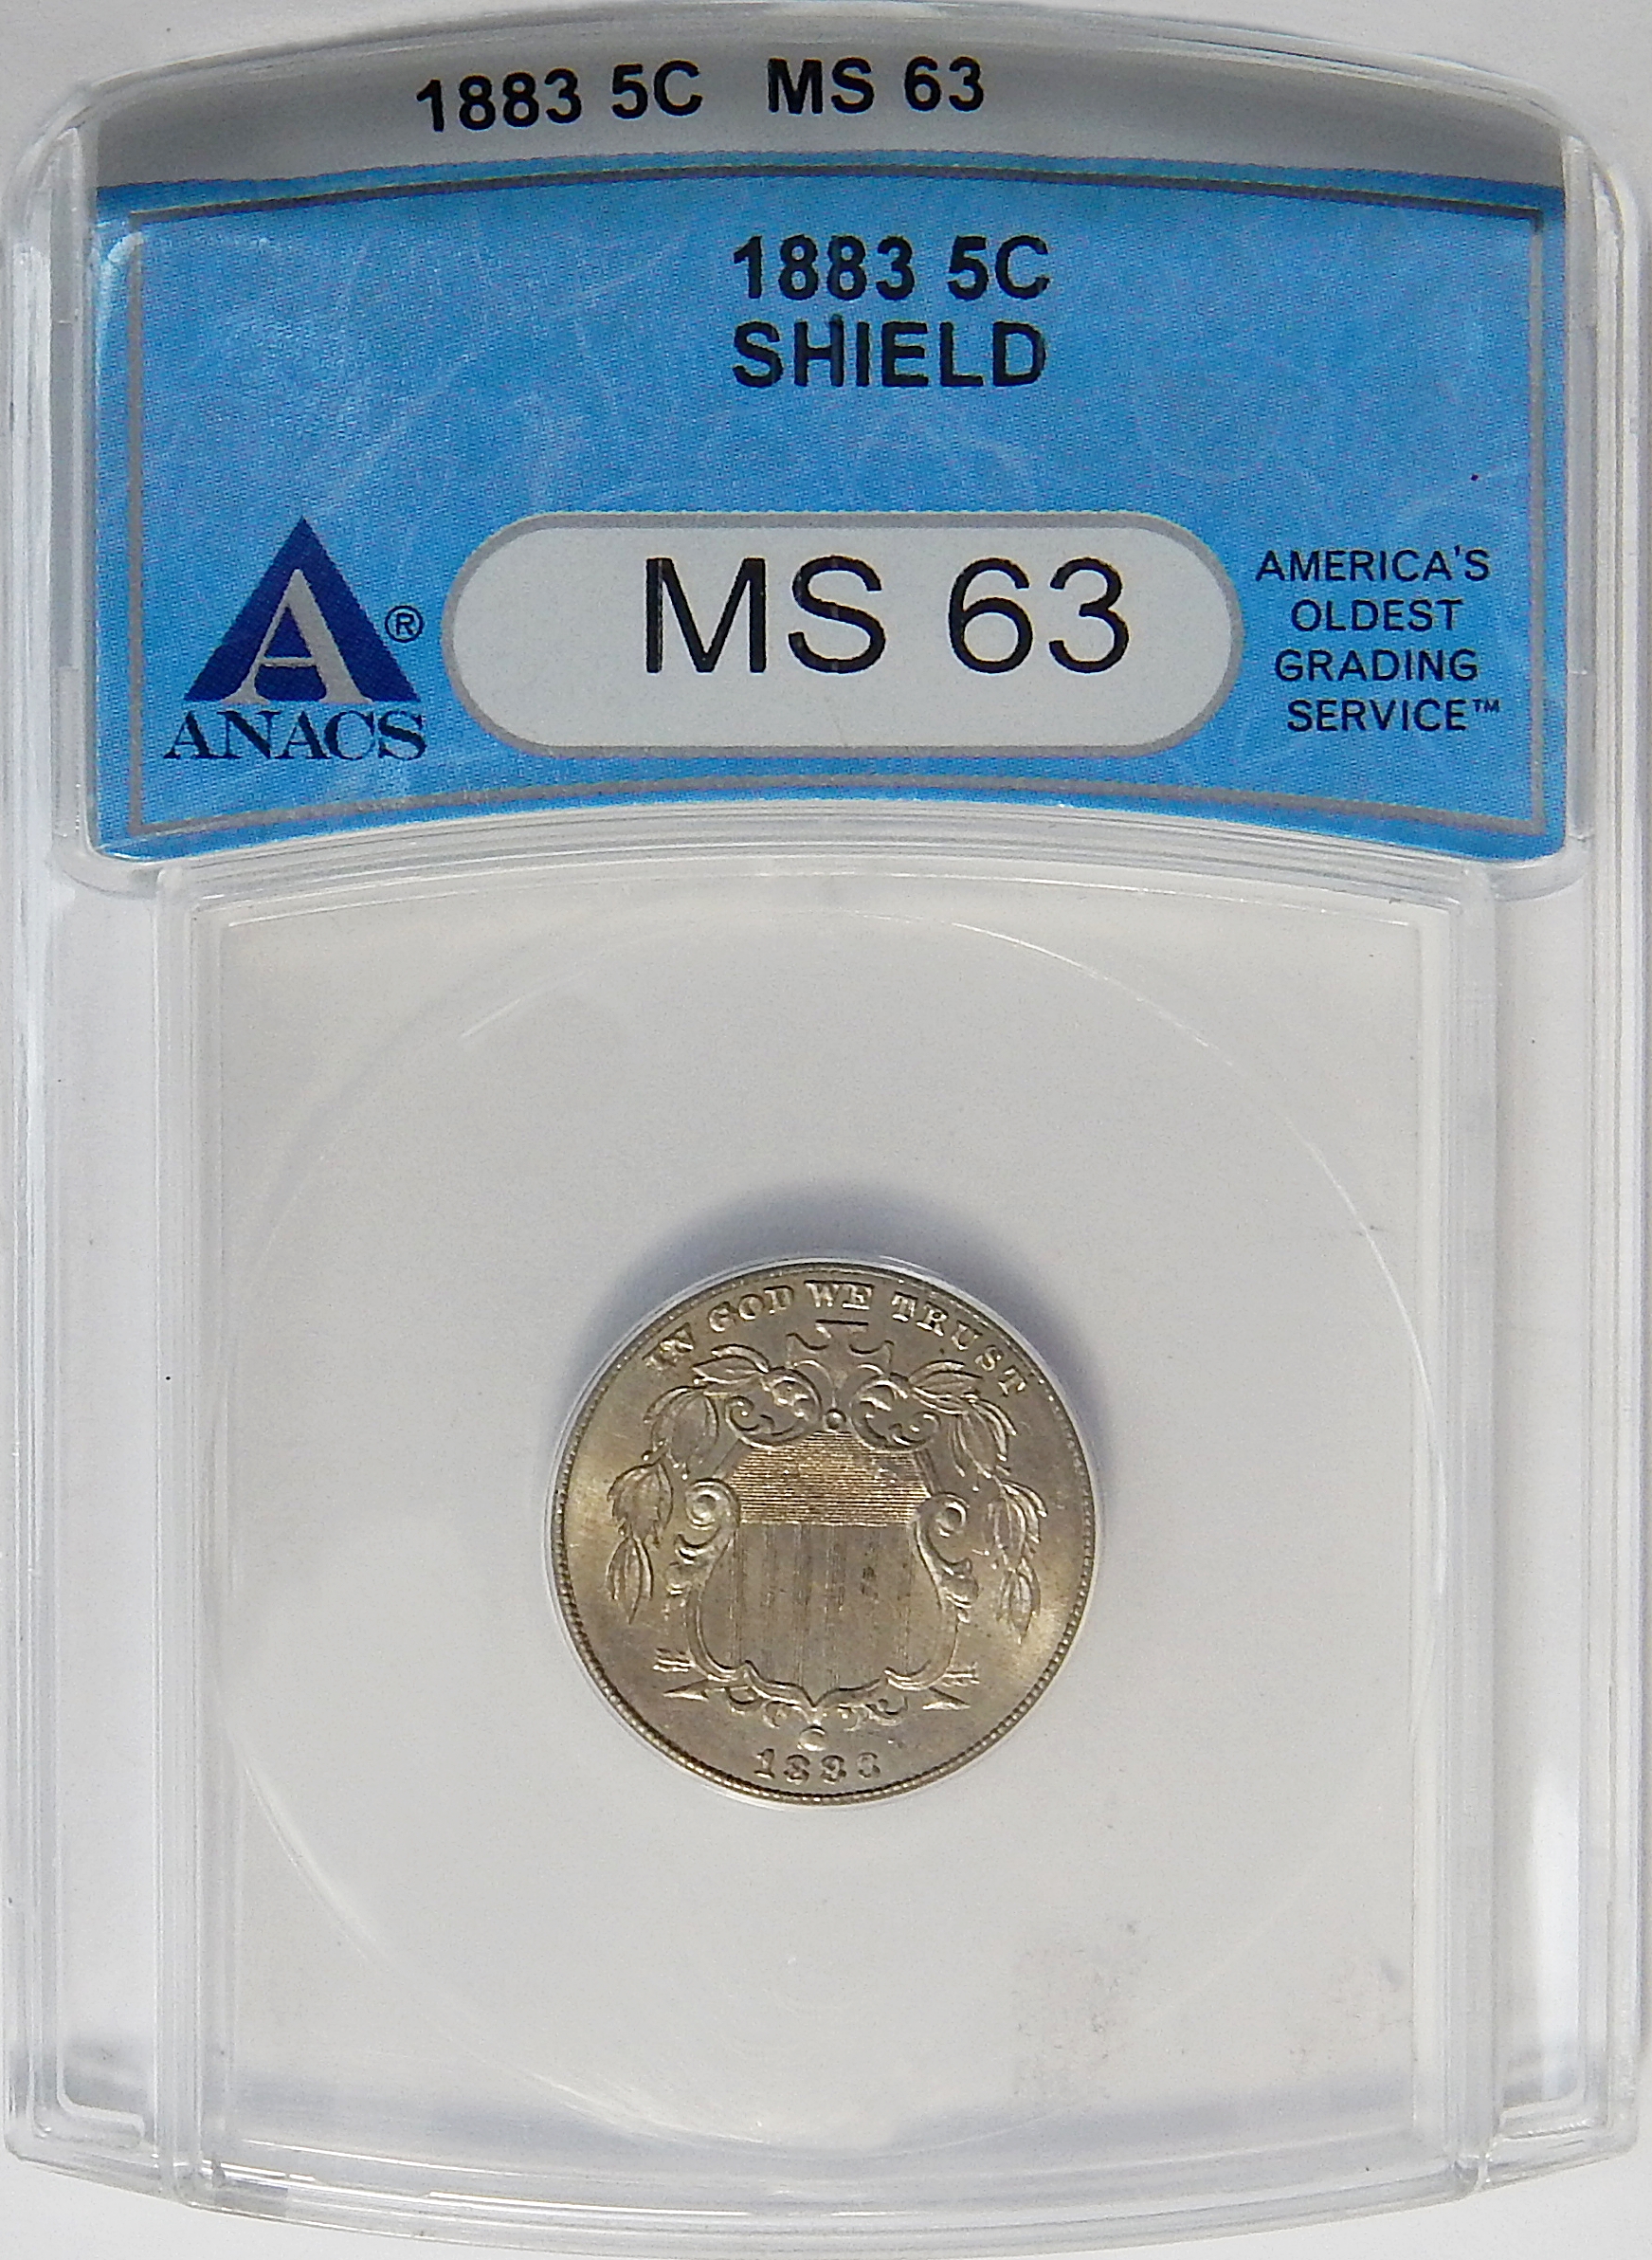 1883 5C MS 63
1883 5C
SHIELD
A®
ANACS
MS 63
AMERICA'S
OLDEST
GRADING
SERVICE™
IN GOD WE TRUST
1883